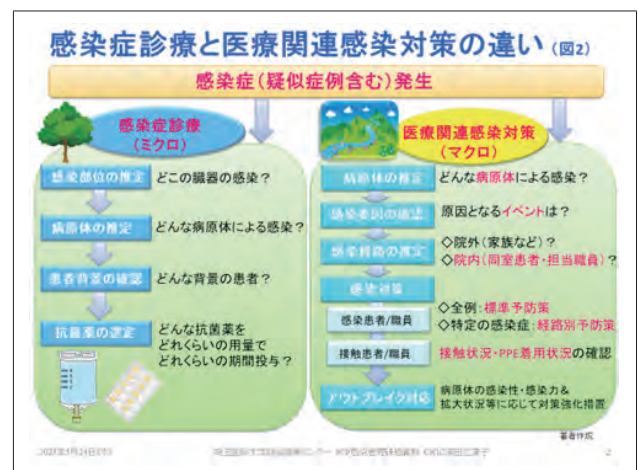 感染症診療と医療関連感染対策の違い（図2）
感染症（疑似症例含む）発生
感染症診療
（ミクロ）
感染部位の推定
どこの臓器の感染？
病原体の推定
どんな病原体による感染？
患者背景の確認
どんな背景の患者？
抗菌薬の選定
どんな抗菌薬を
どれくらいの用量で
どれくらいの期間投与？
医療関連感染対策
（マクロ）
病原体の推定
どんな病原体による感染？
感染要因の確認
原因となるイベントは？
感染経路の推定
◇院外（家族など）？
◇院内（同室患者・担当職員）？
感染対策
感染患者/職員
◇全例：標準予防策
◇特定の感染症：経路別予防策
接触患者/職員
接触状況・PPE着用状況の確認
アウトブレイク対応
病原体の感染性・感染力&
拡大状況等に応じて対策強化措置
著者作成
2